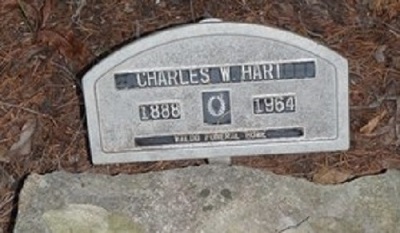 CHARLES W. HART
1888 1964
WALDO FUNERAL HOME